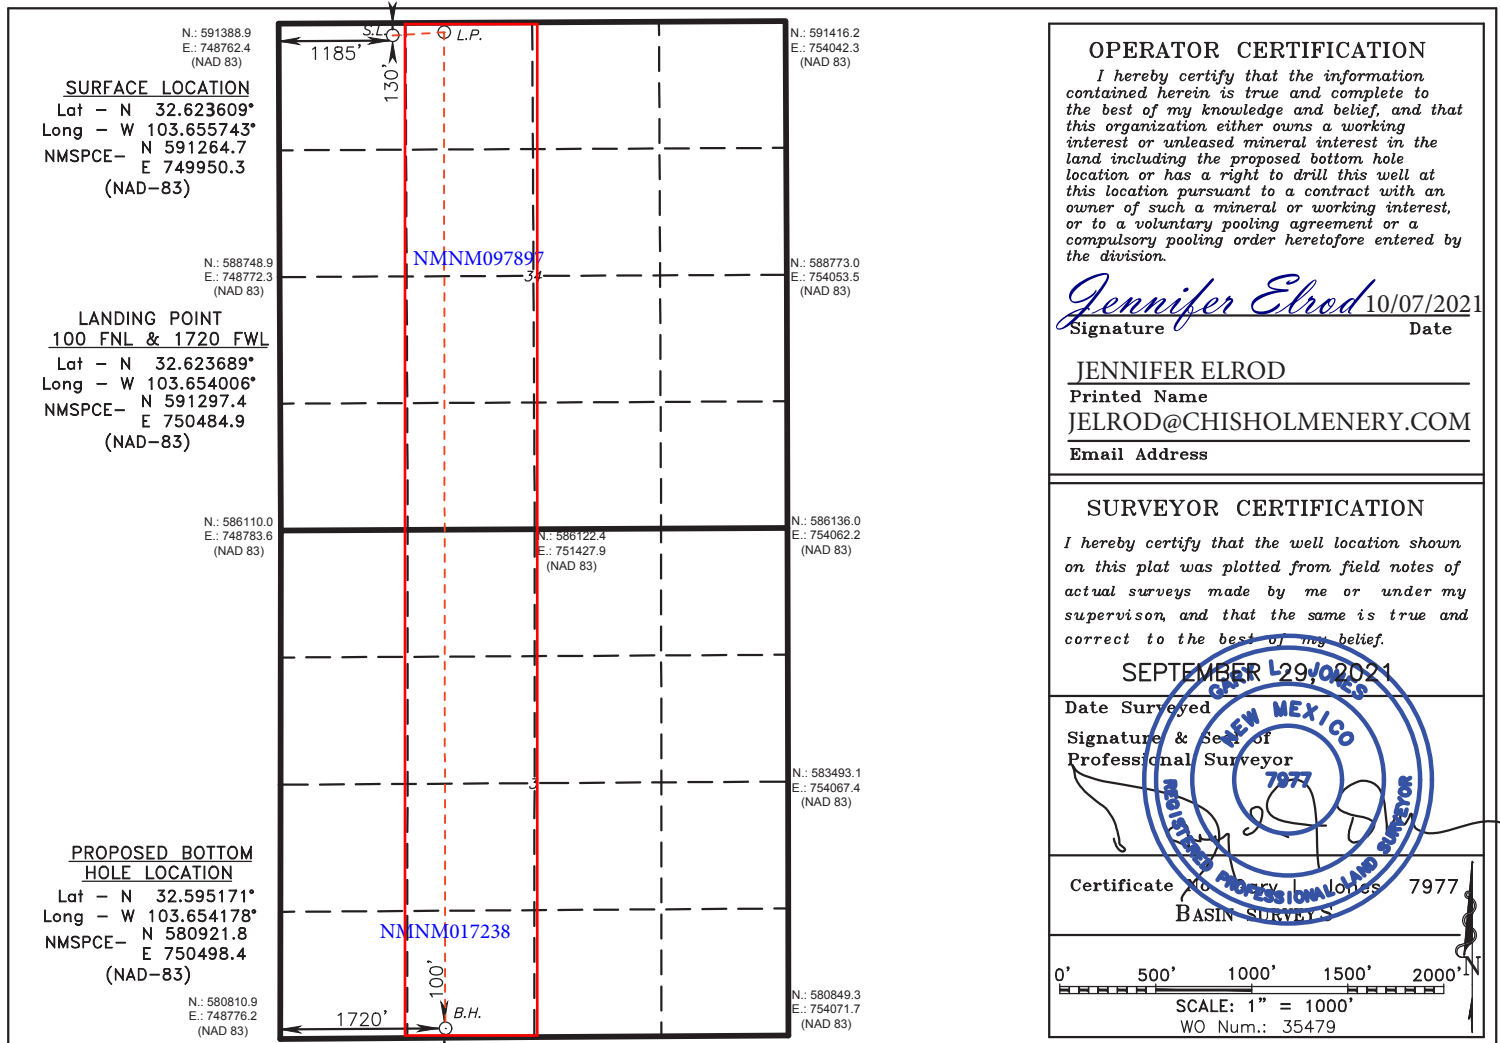 N.: 591388.9
E.: 748762.4
(NAD 83)
SURFACE LOCATION
Lat - N 32.623609°
Long - W 103.655743°
NMSPCE- N 591264.7
E 749950.3
(NAD-83)
N.: 588748.9
E.: 748772.3
(NAD 83)
LANDING POINT
100 FNL & 1720 FWL
Lat - N 32.623689°
Long - W 103.654006°
NMSPCE- N 591297.4
E 750484.9
(NAD-83)
N.: 586110.0
E.: 748783.6
(NAD 83)
PROPOSED BOTTOM
HOLE LOCATION
Lat - N 32.595171°
Long - W 103.654178°
NMSPCE- N 580921.8
E 750498.4
(NAD-83)
N.: 580810.9
E.: 748776.2
(NAD 83)
S.L.
L.P.
1185'
130'
NMNM097897
34
N.: 586122.4
E.: 751427.9
(NAD 83)
3
NMNM017238
100'
B.H.
1720'
N.: 591416.2
E.: 754042.3
(NAD 83)
N.: 588773.0
E.: 754053.5
(NAD 83)
N.: 586136.0
E.: 754062.2
(NAD 83)
N.: 583493.1
E.: 754067.4
(NAD 83)
N.: 580849.3
E.: 754071.7
(NAD 83)
OPERATOR CERTIFICATION
I hereby certify that the information
contained herein is true and complete to
the best of my knowledge and belief, and that
this organization either owns a working
interest or unleased mineral interest in the
land including the proposed bottom hole
location or has a right to drill this well at
this location pursuant to a contract with an
owner of such a mineral or working interest,
or to a voluntary pooling agreement or a
compulsory pooling order heretofore entered by
the division.
Jennifer Elrod 10/07/2021
Signature Date
JENNIFER ELROD
Printed Name
JELROD@CHISHOLMENERY.COM
Email Address
SURVEYOR CERTIFICATION
I hereby certify that the well location shown
on this plat was plotted from field notes of
actual surveys made by me or under my
supervison, and that the same is true and
correct to the best of my belief.
SEPTEMBER 29, 2021
Date Surveyed
Signature & Seal of
Professional Surveyor
GARY L. JONES
NEW MEXICO
7977
REGISTERED PROFESSIONAL LAND SURVEYOR
Certificate No. Gary L. Jones 7977
BASIN SURVEYS
N
0' 500' 1000' 1500' 2000'
SCALE: 1" = 1000'
WO Num.: 35479